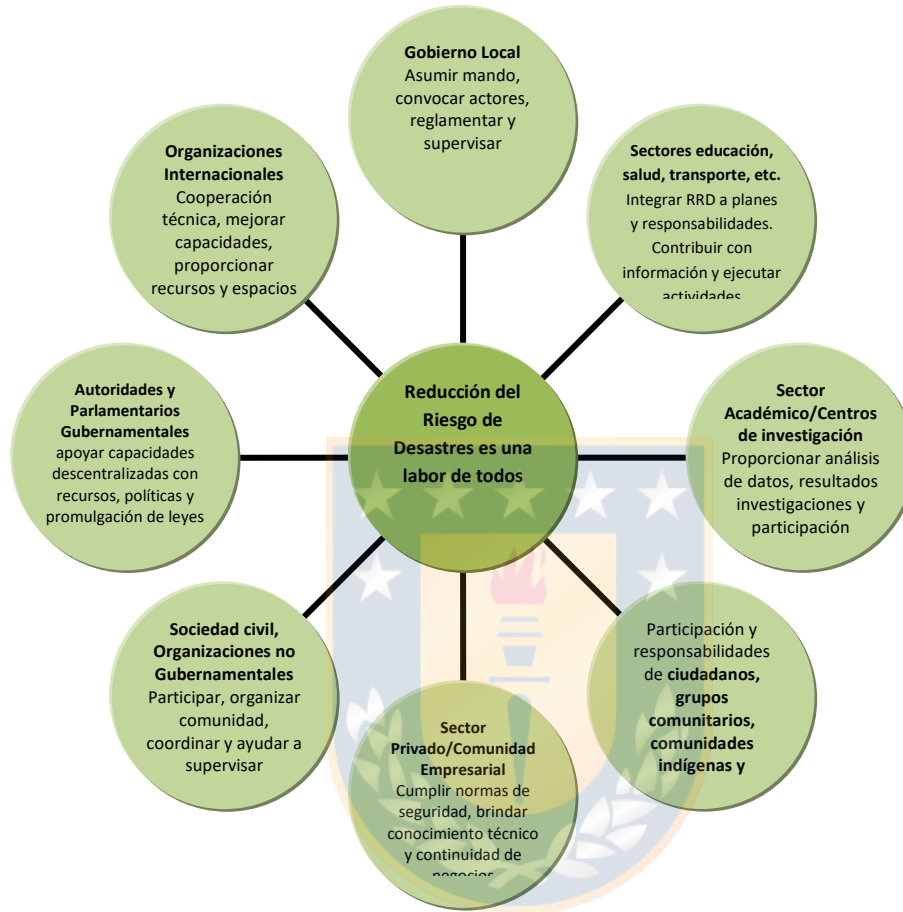 Gobierno Local
Asumir mando,
convocar actores,
reglamentar y
supervisar
Organizaciones
Internacionales
Cooperación
técnica, mejorar
capacidades,
proporcionar
recursos y espacios
Sectores educación,
salud, transporte, etc.
Integrar RRD a planes
y responsabilidades.
Contribuir con
información y ejecutar
actividades
Autoridades y
Parlamentarios
Gubernamentales
apoyar capacidades
descentralizadas con
recursos, políticas y
promulgación de leyes
Reducción del
Riesgo de
Desastres es una
labor de todos
Sector
Académico/Centros
de investigación
Proporcionar análisis
de datos, resultados
investigaciones y
participación
Sociedad civil,
Organizaciones no
Gubernamentales
Participar, organizar
comunidad,
coordinar y ayudar a
supervisar
Sector
Privado/Comunidad
Empresarial
Cumplir normas de
seguridad, brindar
conocimiento técnico
y continuidad de
negocios
Participación y
responsabilidades
de ciudadanos,
grupos
comunitarios,
comunidades
indígenas y